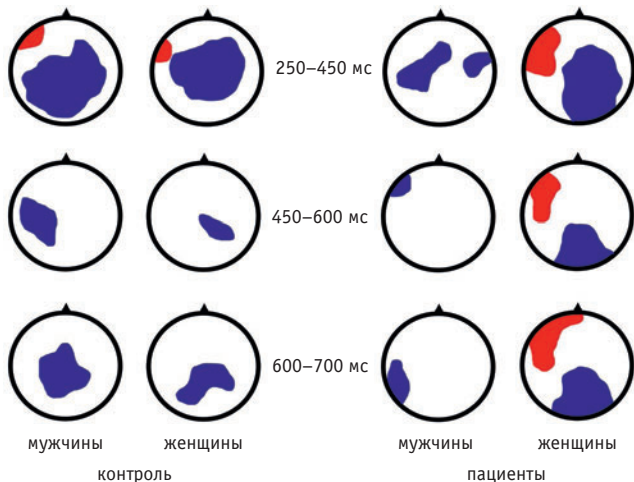 250–450 мс
450–600 мс
600–700 мс
мужчины женщины мужчины женщины
контроль пациенты